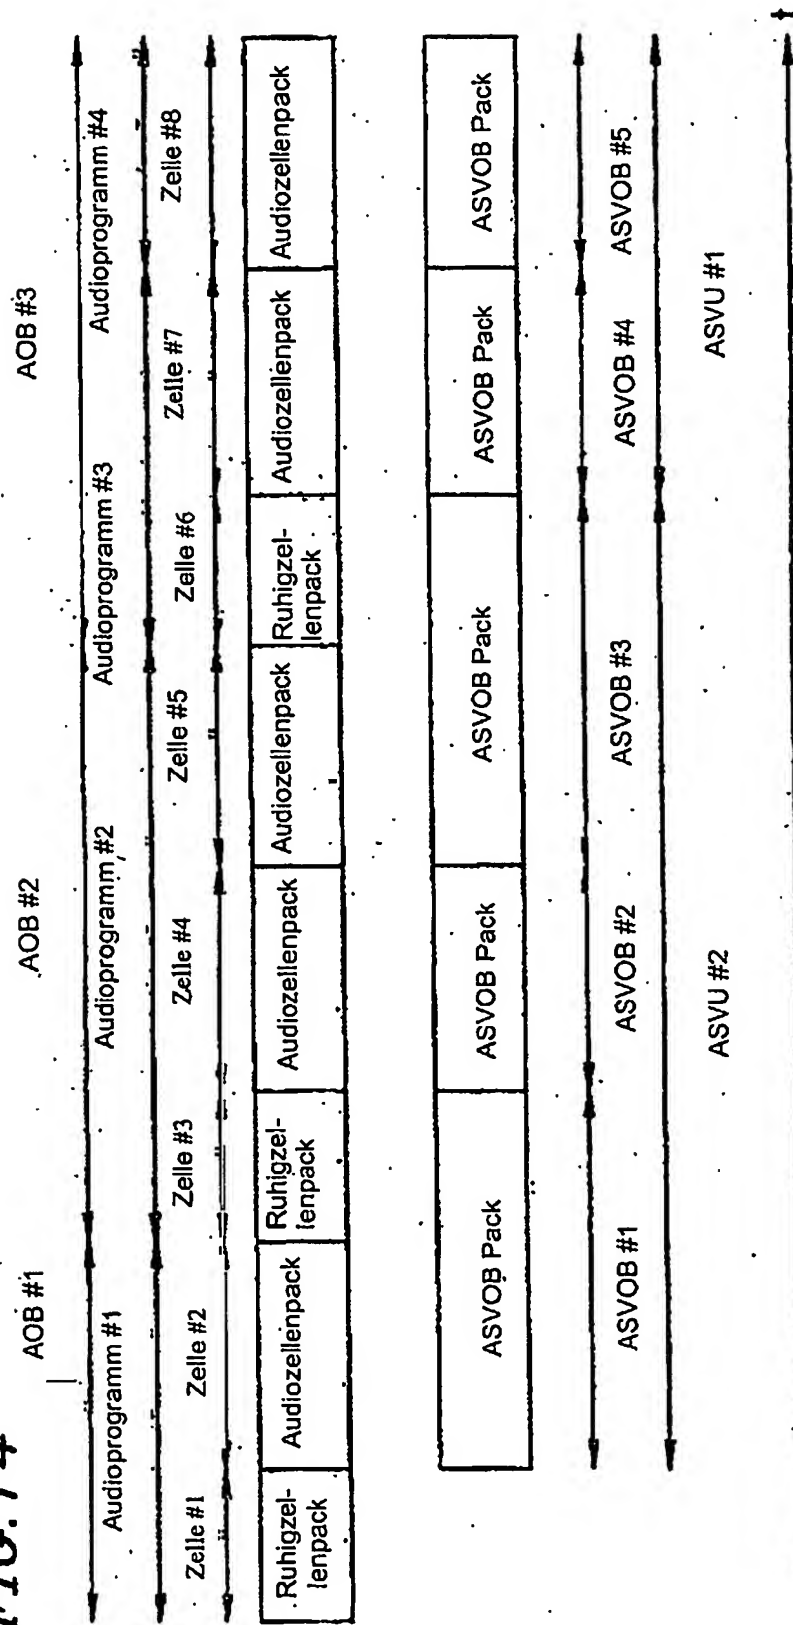 FIG. 74
AOB #1
AOB #2
AOB #3
Audioprogramm #1
Audioprogramm #2
Audioprogramm #3
Audioprogramm #4
Zelle #1
Zelle #2
Zelle #3
Zelle #4
Zelle #5
Zelle #6
Zelle #7
Zelle #8
Ruhigzel-
lenpack
Audiozellenpack
Ruhigzel-
lenpack
Audiozellenpack
Audiozellenpack
Ruhigzel-
lenpack
Audiozellenpack
Audiozellenpack
ASVOB Pack
ASVOB Pack
ASVOB Pack
ASVOB Pack
ASVOB Pack
ASVOB #1
ASVOB #2
ASVOB #3
ASVOB #4
ASVOB #5
ASVU #2
ASVU #1
t